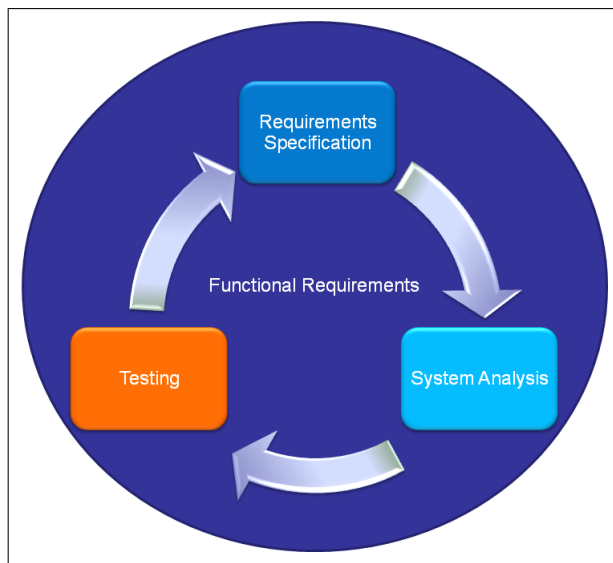 Requirements
Specification
Functional Requirements
Testing
System Analysis